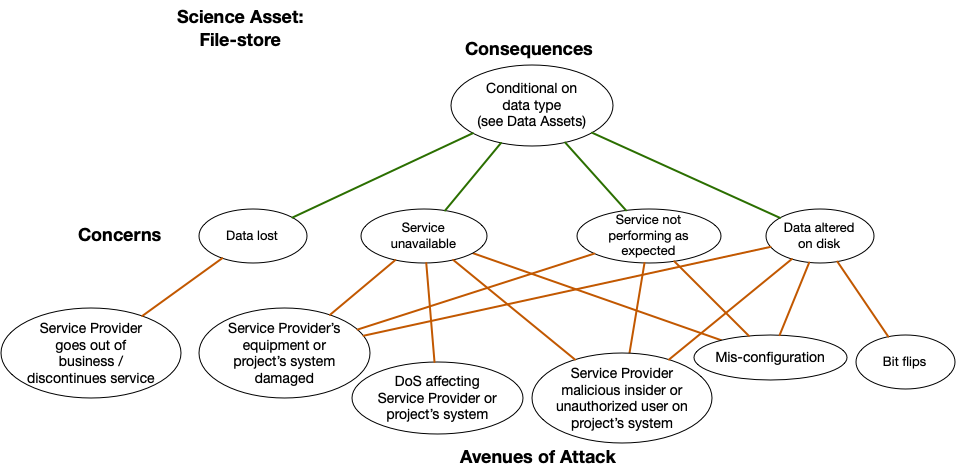 Science Asset:
File-store
Consequences
Conditional on
data type
(see Data Assets)
Concerns
Data lost
Service
unavailable
Service not
performing as
expected
Data altered
on disk
Service Provider
goes out of
business /
discontinues service
Service Provider's
equipment or
project's system
damaged
DoS affecting
Service Provider or
project's system
Service Provider
malicious insider or
unauthorized user on
project's system
Mis-configuration
Bit flips
Avenues of Attack